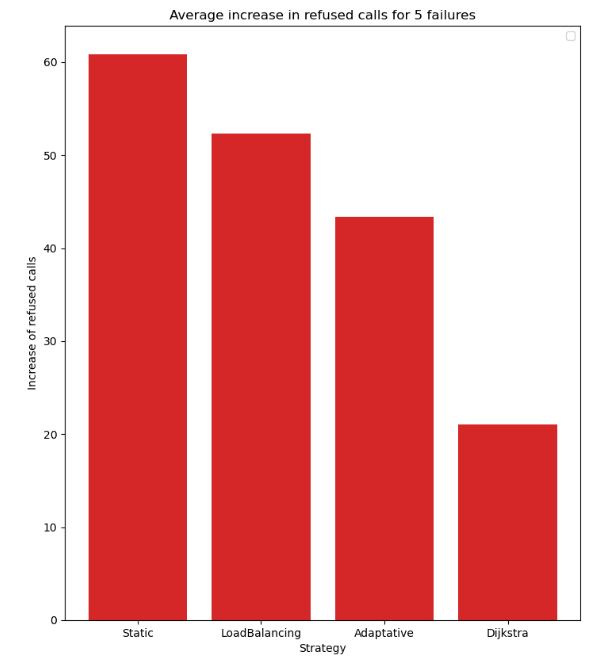 Average increase in refused calls for 5 failures
60
50
40
30
20
10
0
Increase of refused calls
Static LoadBalancing Adaptative Dijkstra
Strategy